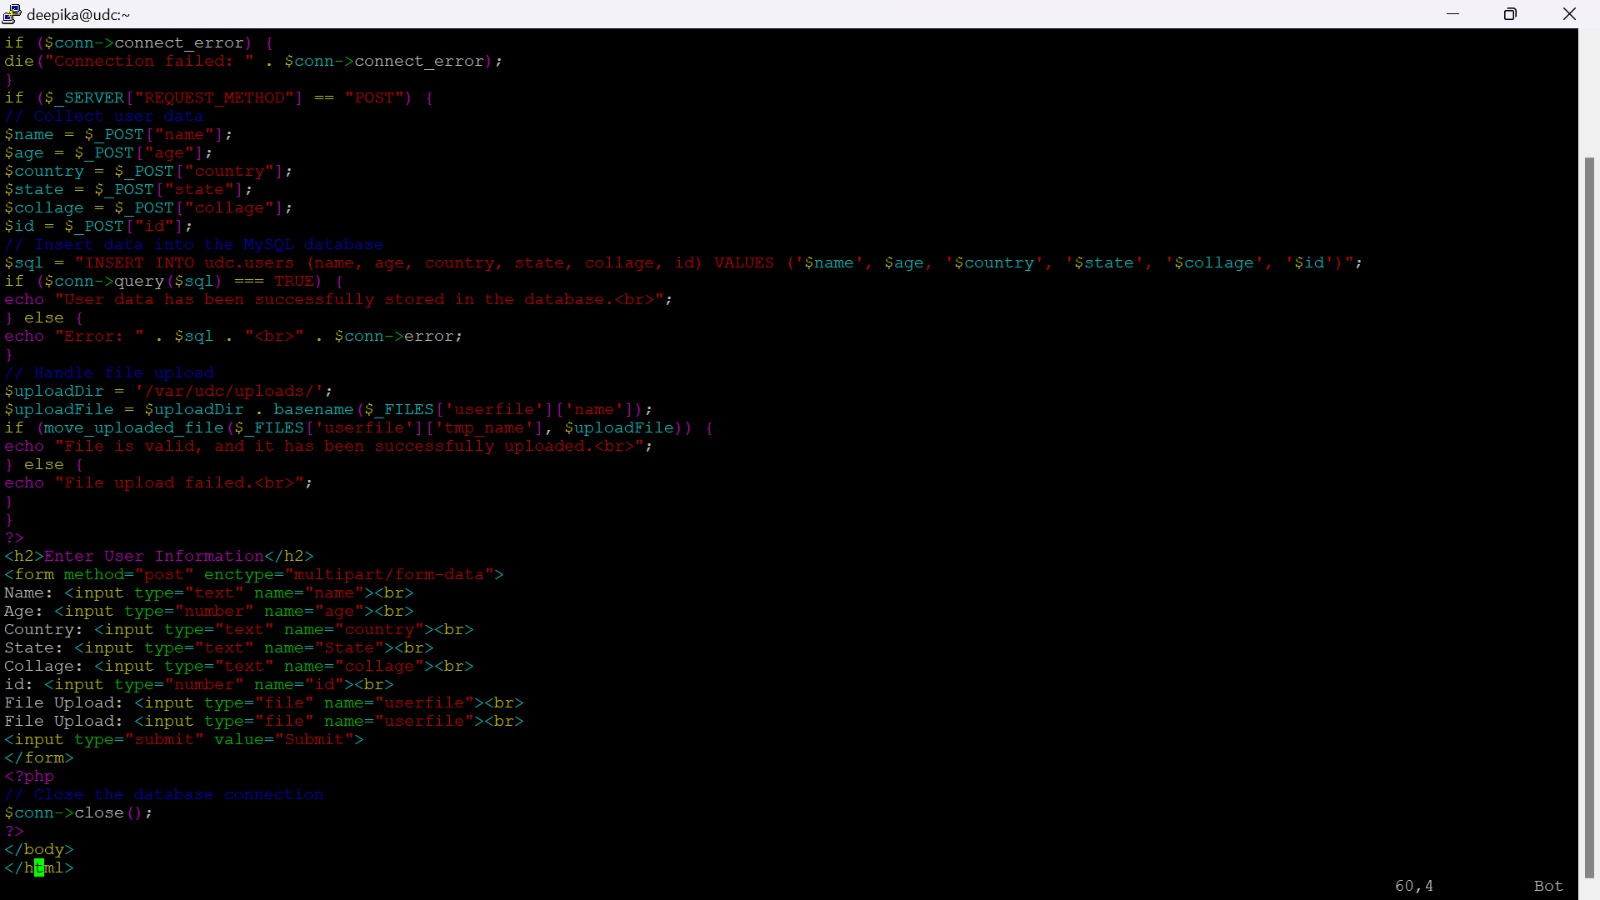 deepika@udc:~
if ($conn->connect_error) {
die("Connection failed: " . $conn->connect_error);
}
if ($_SERVER["REQUEST_METHOD"] == "POST") {
// Collect user data
$name = $_POST["name"];
$age = $_POST["age"];
$country = $_POST["country"];
$state = $_POST["state"];
$collage = $_POST["collage"];
$id = $_POST["id"];
// Insert data into the MySQL database
$sql = "INSERT INTO udc.users (name, age, country, state, collage, id) VALUES ('$name', $age, '$country', '$state', '$collage', '$id')";
if ($conn->query($sql) === TRUE) {
echo "User data has been successfully stored in the database.<br>";
} else {
echo "Error: " . $sql . "<br>" . $conn->error;
}
// Handle file upload
$uploadDir = '/var/udc/uploads/';
$uploadFile = $uploadDir . basename($_FILES['userfile']['name']);
if (move_uploaded_file($_FILES['userfile']['tmp_name'], $uploadFile)) {
echo "File is valid, and it has been successfully uploaded.<br>";
} else {
echo "File upload failed.<br>";
}
}
?>
<h2>Enter User Information</h2>
<form method="post" enctype="multipart/form-data">
Name: <input type="text" name="name"><br>
Age: <input type="number" name="age"><br>
Country: <input type="text" name="country"><br>
State: <input type="text" name="State"><br>
Collage: <input type="text" name="collage"><br>
id: <input type="number" name="id"><br>
File Upload: <input type="file" name="userfile"><br>
File Upload: <input type="file" name="userfile"><br>
<input type="submit" value="Submit">
</form>
<?php
// Close the database connection
$conn->close();
?>
</body>
</html>
60,4 Bot